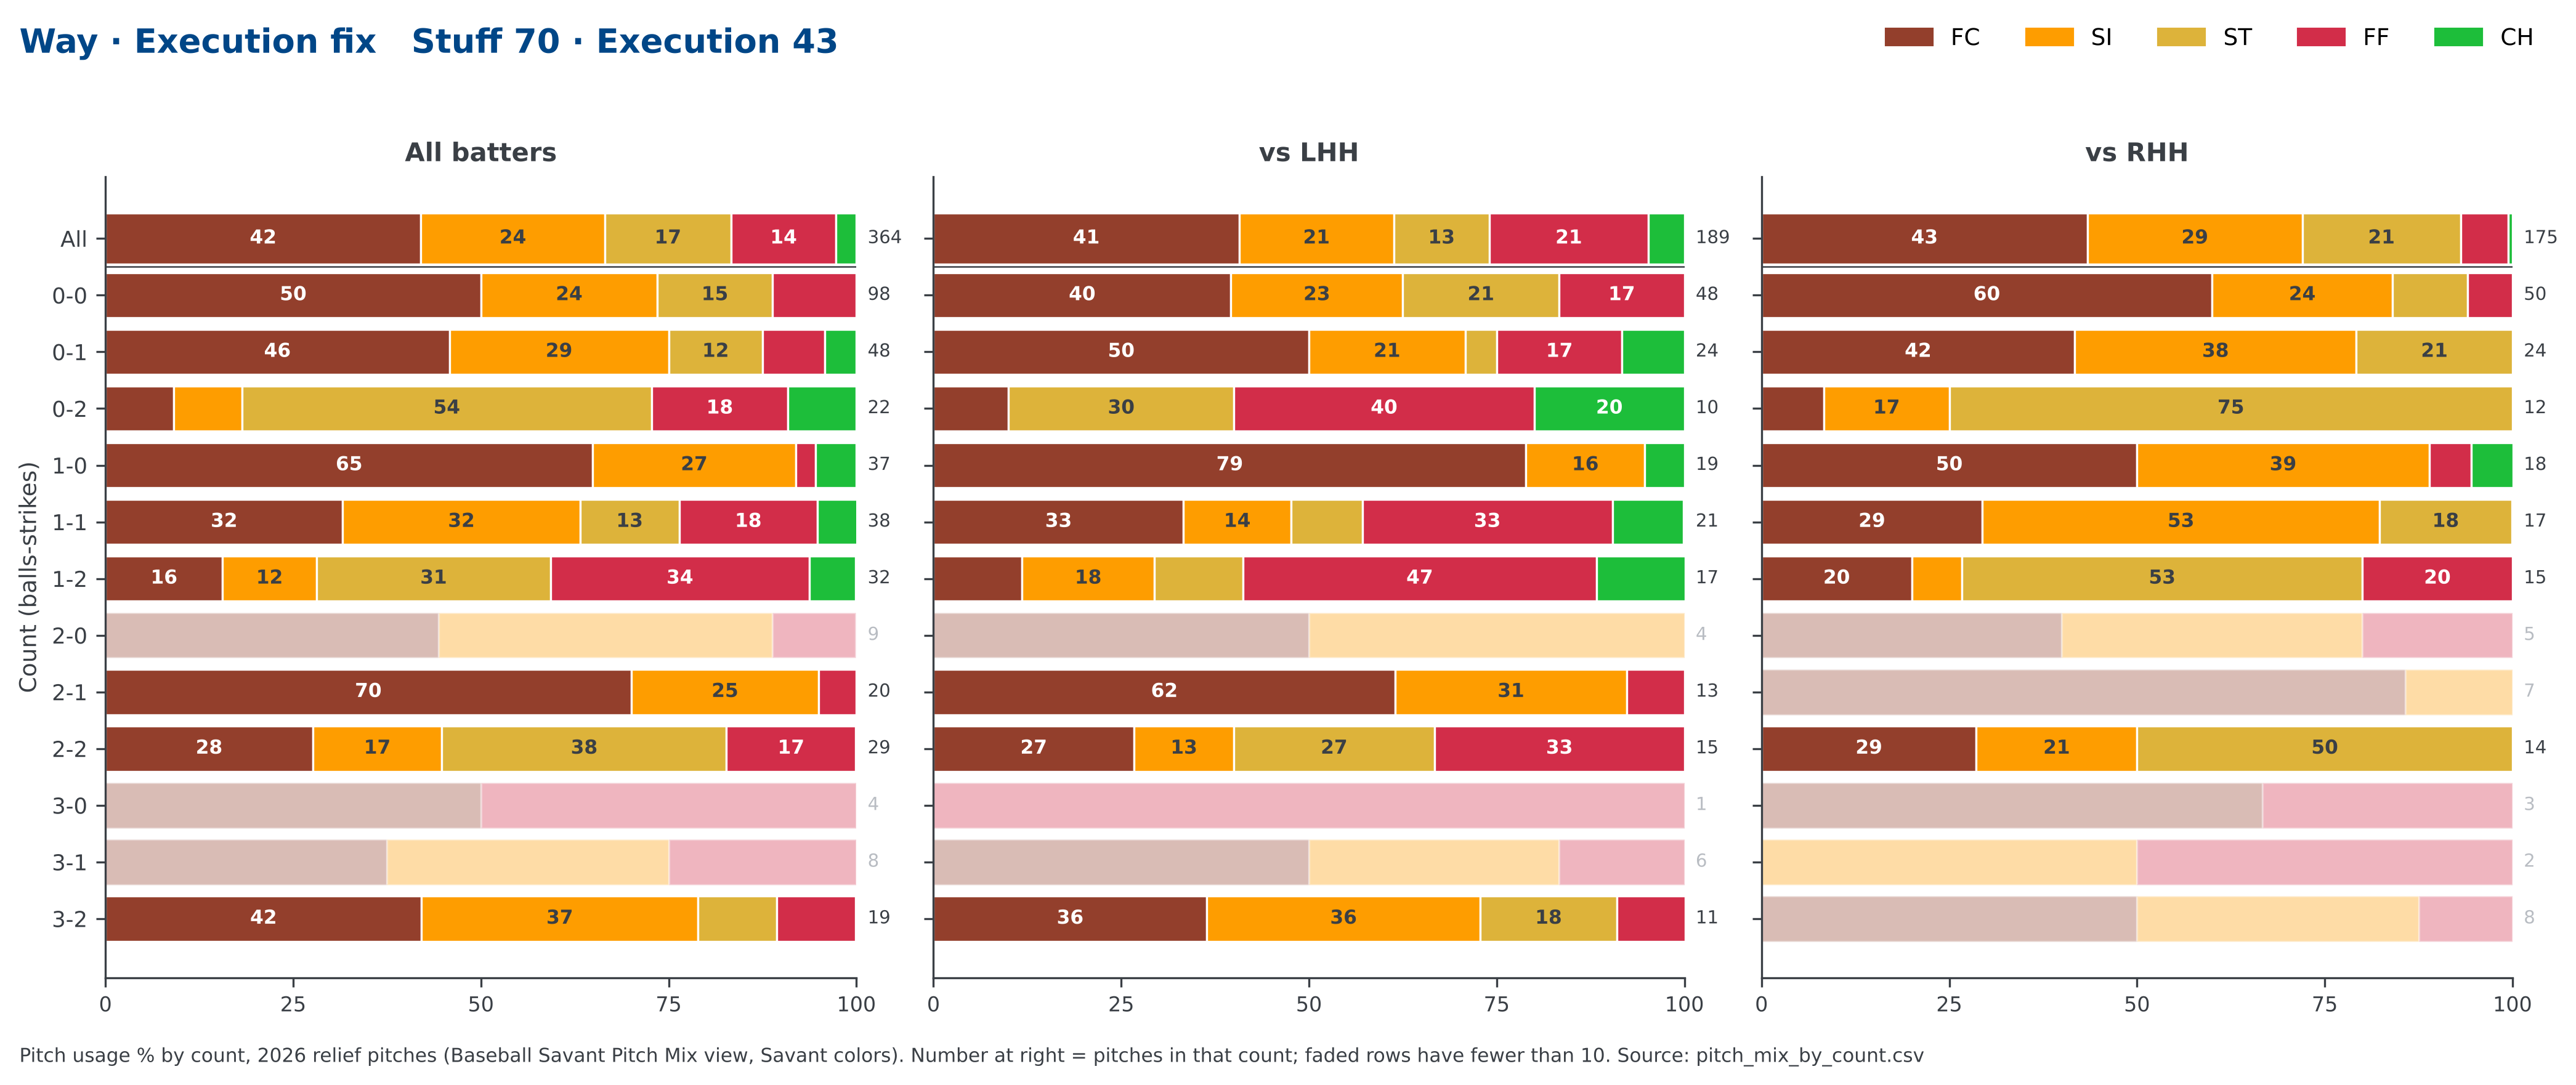 Way · Execution fix   Stuff 70 · Execution 43
FC SI ST FF CH
All batters vs LHH vs RHH
Count (balls-strikes)
All 42 24 17 14 364 41 21 13 21 189 43 29 21 175
0-0 50 24 15 98 40 23 21 17 48 60 24 50
0-1 46 29 12 48 50 21 17 24 42 38 21 24
0-2 54 18 22 30 40 20 10 17 75 12
1-0 65 27 37 79 16 19 50 39 18
1-1 32 32 13 18 38 33 14 33 21 29 53 18 17
1-2 16 12 31 34 32 18 47 17 20 53 20 15
2-0 9 4 5
2-1 70 25 20 62 31 13 7
2-2 28 17 38 17 29 27 13 27 33 15 29 21 50 14
3-0 4 1 3
3-1 8 6 2
3-2 42 37 19 36 36 18 11 8
0 25 50 75 100 0 25 50 75 100 0 25 50 75 100
Pitch usage % by count, 2026 relief pitches (Baseball Savant Pitch Mix view, Savant colors). Number at right = pitches in that count; faded rows have fewer than 10. Source: pitch_mix_by_count.csv